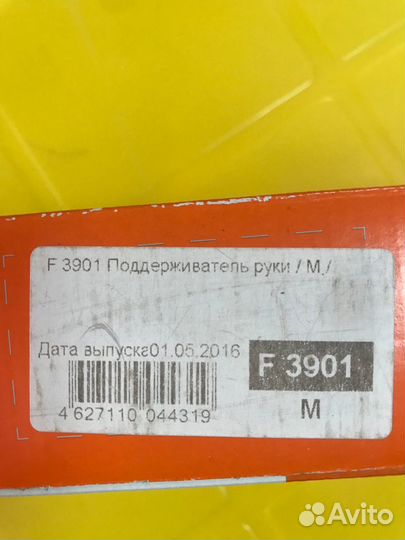 F 3901 Поддерживатель руки / М /
Дата выпуска01.05.2016
F 3901
М
4 627110 044319
Avito